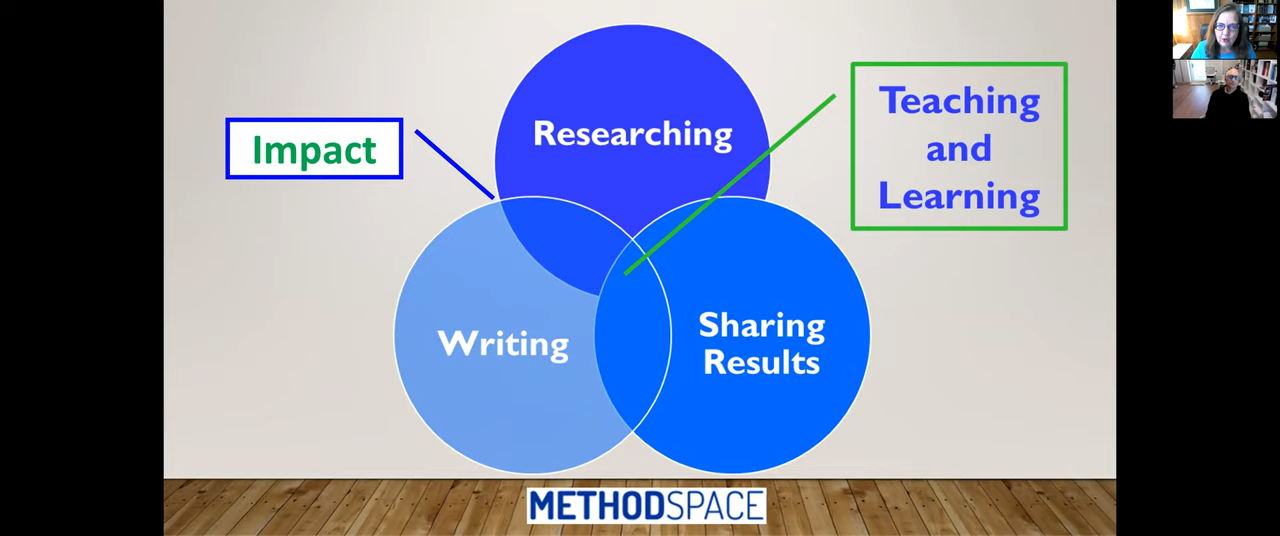 Researching
Impact
Teaching
and
Learning
Writing
Sharing
Results
METHODSPACE